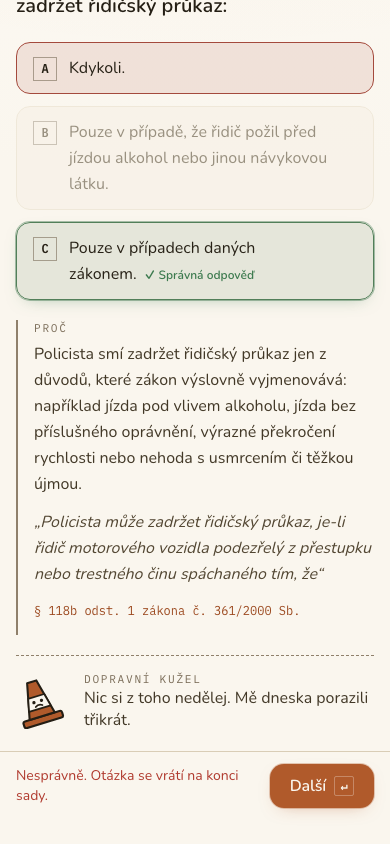 zadržet řidičský průkaz:
A Kdykoli.
B Pouze v případě, že řidič požil před
jízdou alkohol nebo jinou návykovou
látku.
C Pouze v případech daných
zákonem. ✓ Správná odpověď
PROČ
Policista smí zadržet řidičský průkaz jen z
důvodů, které zákon výslovně vyjmenovává:
například jízda pod vlivem alkoholu, jízda bez
příslušného oprávnění, výrazné překročení
rychlosti nebo nehoda s usmrcením či těžkou
újmou.
„Policista může zadržet řidičský průkaz, je-li
řidič motorového vozidla podezřelý z přestupku
nebo trestného činu spáchaného tím, že“
§ 118b odst. 1 zákona č. 361/2000 Sb.
DOPRAVNÍ KUŽEL
Nic si z toho nedělej. Mě dneska porazili
třikrát.
Nesprávně. Otázka se vrátí na konci
sady.
Další ↵